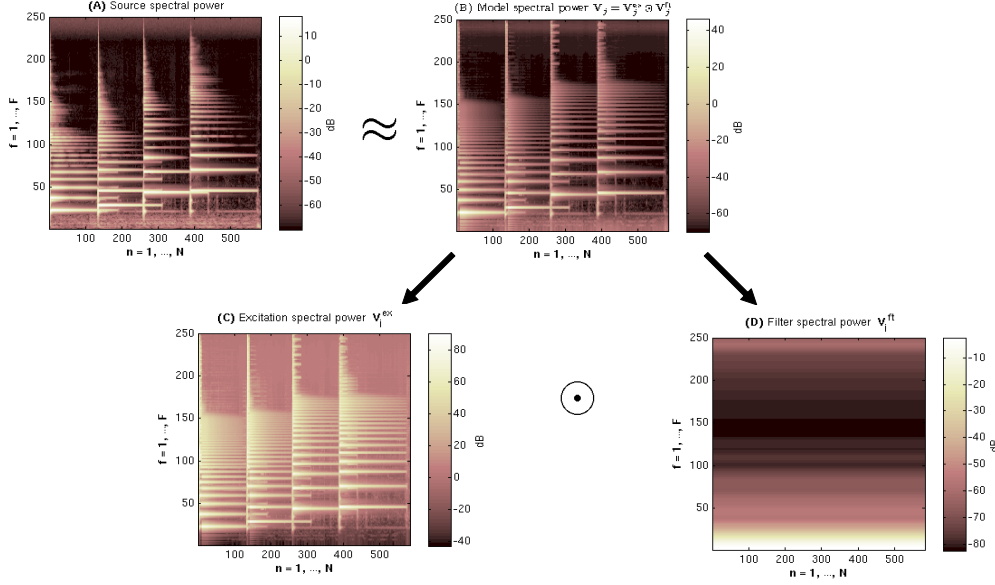 (A) Source spectral power
250
200
150
100
50
f = 1, ..., F
100 200 300 400 500
n = 1, ..., N
10
0
−10
−20
−30
−40
−50
−60
dB
≈
(B) Model spectral power V_j = V_j^ex ⊙ V_j^ft
250
200
150
100
50
f = 1, ..., F
100 200 300 400 500
n = 1, ..., N
40
20
0
−20
−40
−60
dB
(C) Excitation spectral power V_j^ex
250
200
150
100
50
f = 1, ..., F
100 200 300 400 500
n = 1, ..., N
80
60
40
20
0
−20
−40
dB
⊙
(D) Filter spectral power V_j^ft
250
200
150
100
50
f = 1, ..., F
100 200 300 400 500
n = 1, ..., N
−10
−20
−30
−40
−50
−60
−70
−80
dB